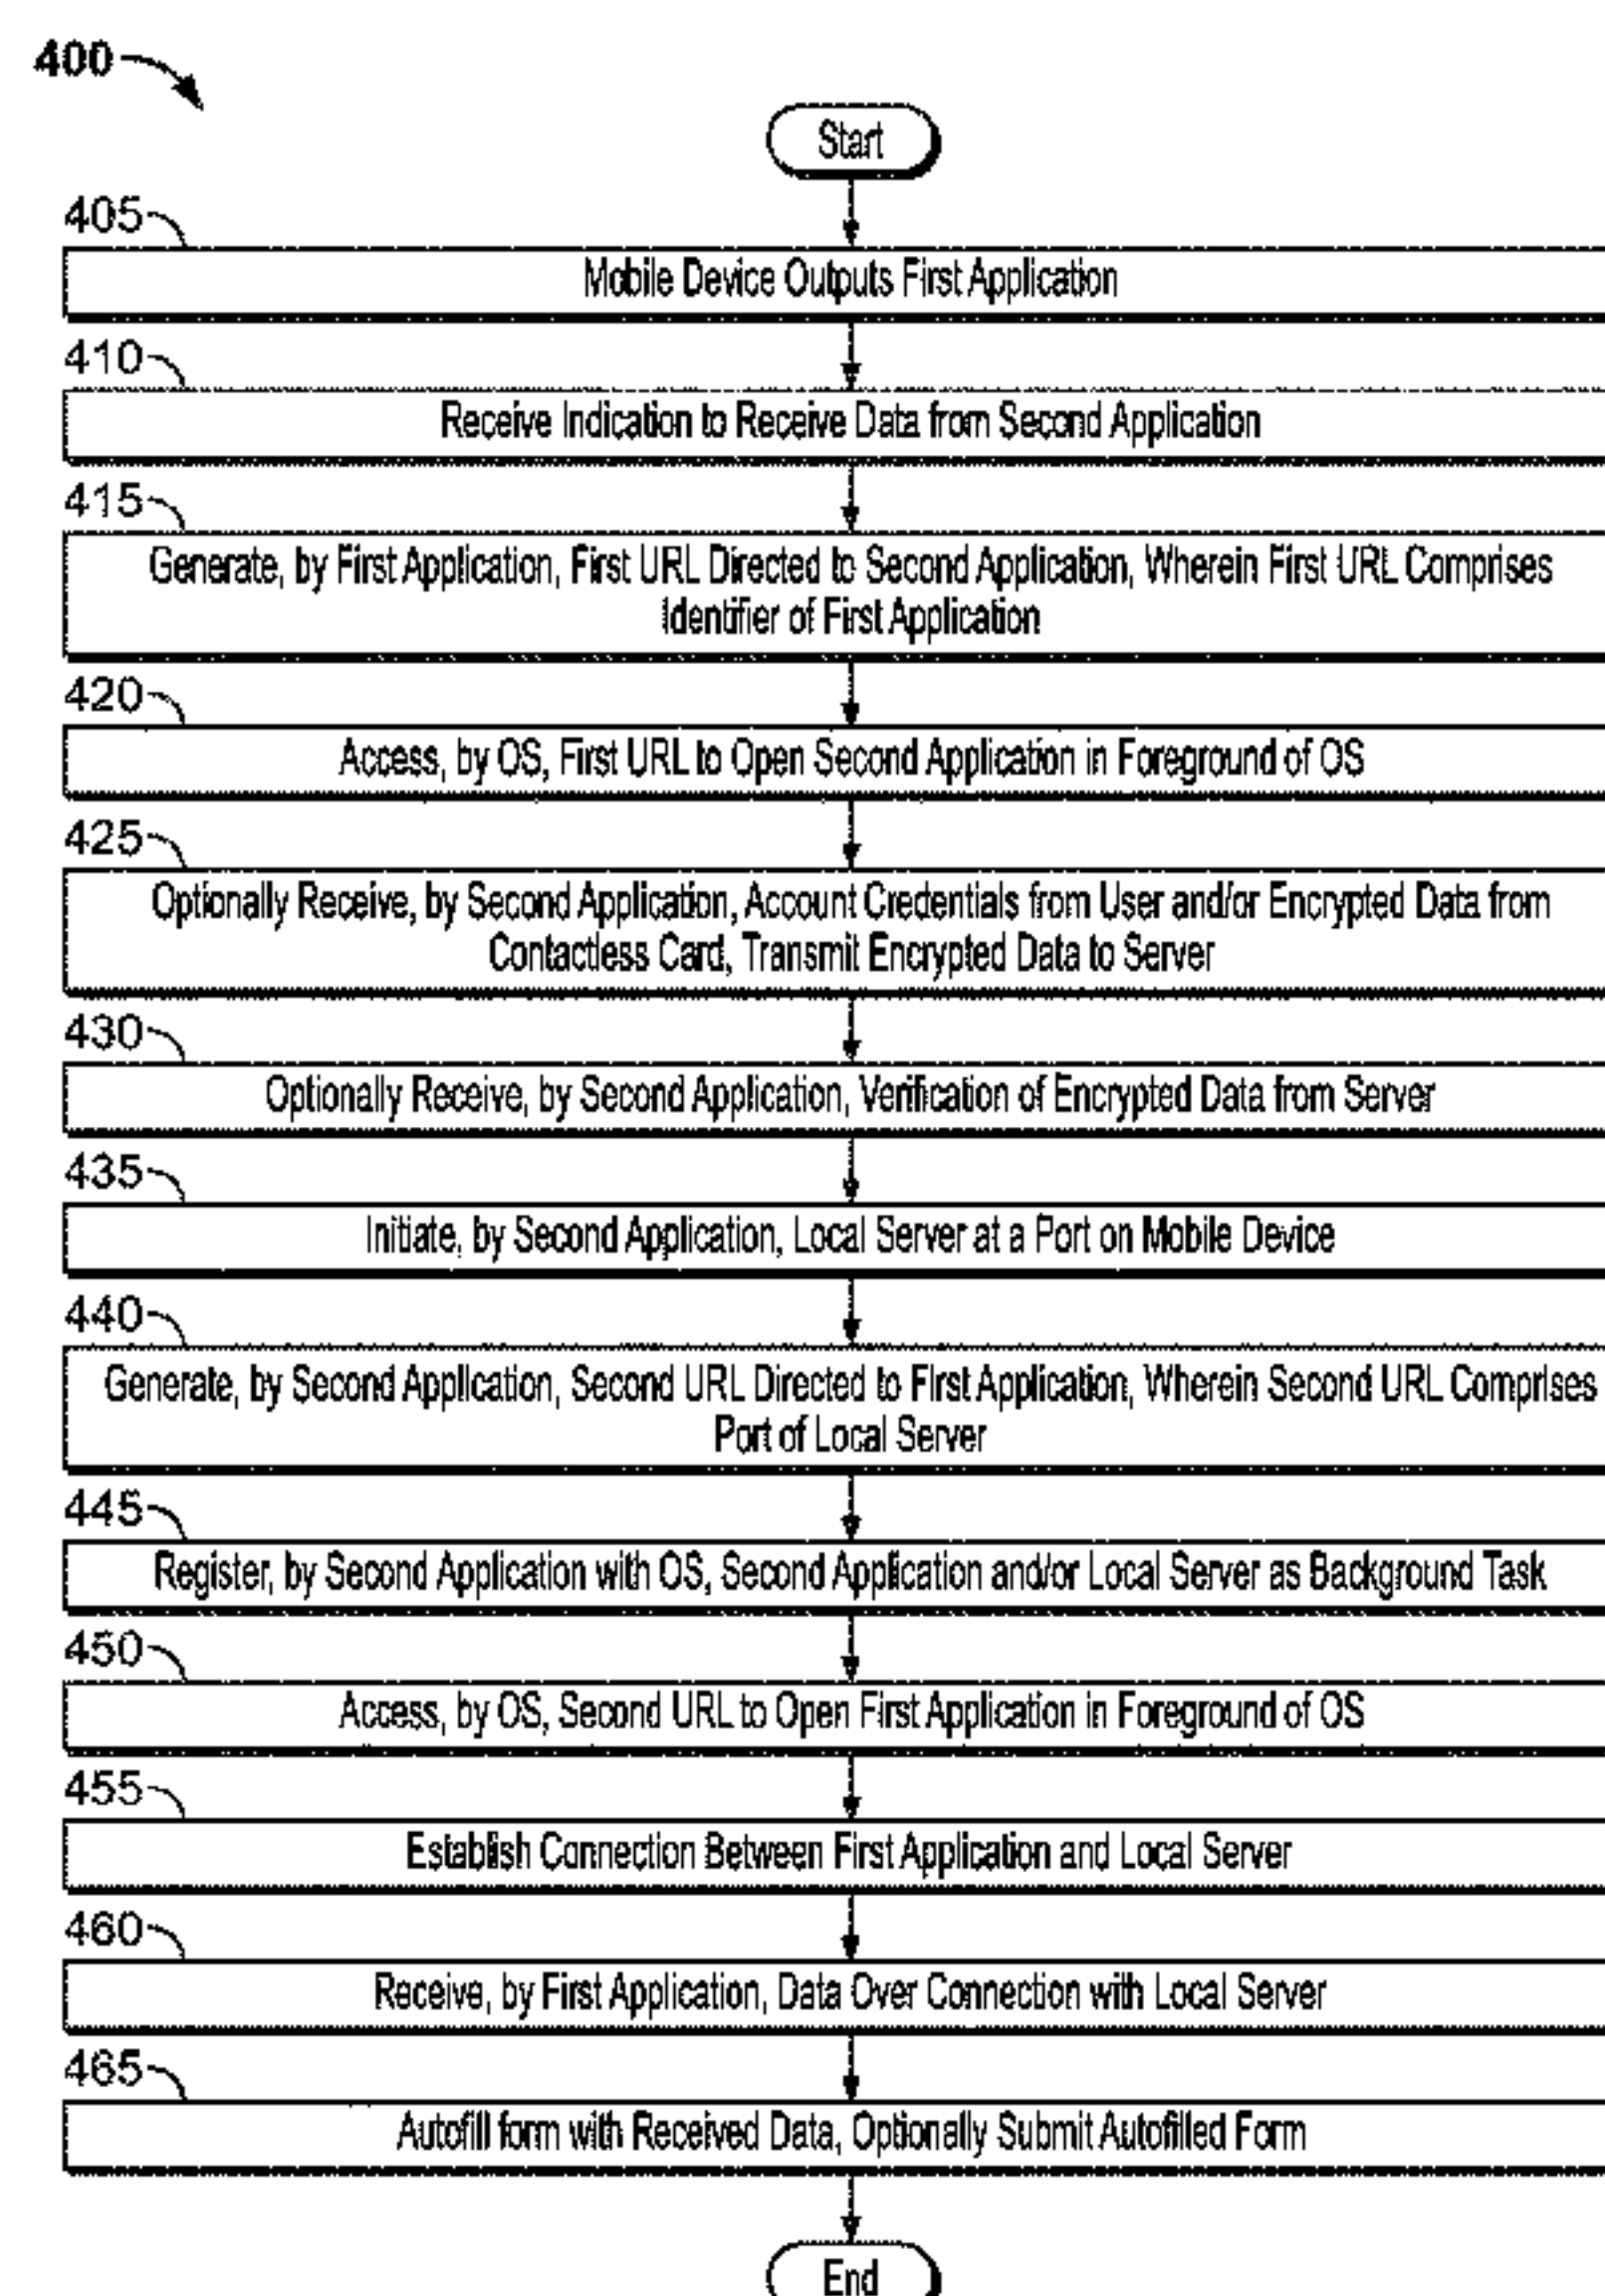 400
Start
405
Mobile Device Outputs First Application
410
Receive Indication to Receive Data from Second Application
415
Generate, by First Application, First URL Directed to Second Application, Wherein First URL Comprises
Identifier of First Application
420
Access, by OS, First URL to Open Second Application in Foreground of OS
425
Optionally Receive, by Second Application, Account Credentials from User and/or Encrypted Data from
Contactless Card, Transmit Encrypted Data to Server
430
Optionally Receive, by Second Application, Verification of Encrypted Data from Server
435
Initiate, by Second Application, Local Server at a Port on Mobile Device
440
Generate, by Second Application, Second URL Directed to First Application, Wherein Second URL Comprises
Port of Local Server
445
Register, by Second Application with OS, Second Application and/or Local Server as Background Task
450
Access, by OS, Second URL to Open First Application in Foreground of OS
455
Establish Connection Between First Application and Local Server
460
Receive, by First Application, Data Over Connection with Local Server
465
Autofill form with Received Data, Optionally Submit Autofilled Form
End